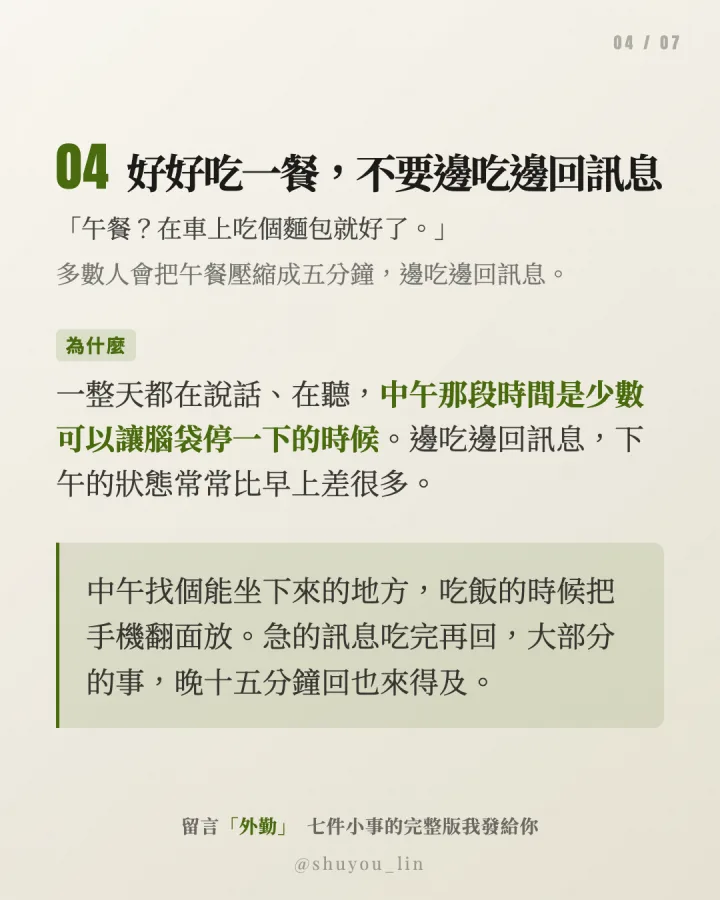 04 / 07
04 好好吃一餐，不要邊吃邊回訊息
「午餐？在車上吃個麵包就好了。」
多數人會把午餐壓縮成五分鐘，邊吃邊回訊息。
為什麼
一整天都在說話、在聽，中午那段時間是少數
可以讓腦袋停一下的時候。邊吃邊回訊息，下
午的狀態常常比早上差很多。
中午找個能坐下來的地方，吃飯的時候把
手機翻面放。急的訊息吃完再回，大部分
的事，晚十五分鐘回也來得及。
留言「外勤」 七件小事的完整版我發給你
@shuyou_lin